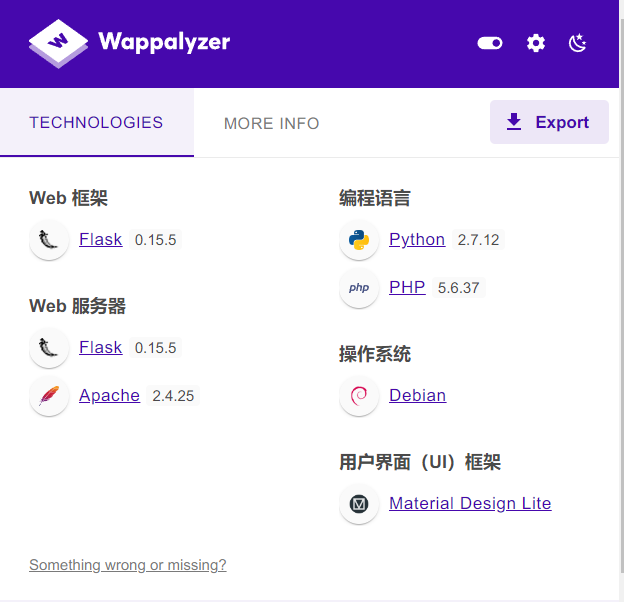 Wappalyzer
TECHNOLOGIES
MORE INFO
Export
Web 框架
Flask 0.15.5
Web 服务器
Flask 0.15.5
Apache 2.4.25
编程语言
Python 2.7.12
php PHP 5.6.37
操作系统
Debian
用户界面（UI）框架
Material Design Lite
Something wrong or missing?